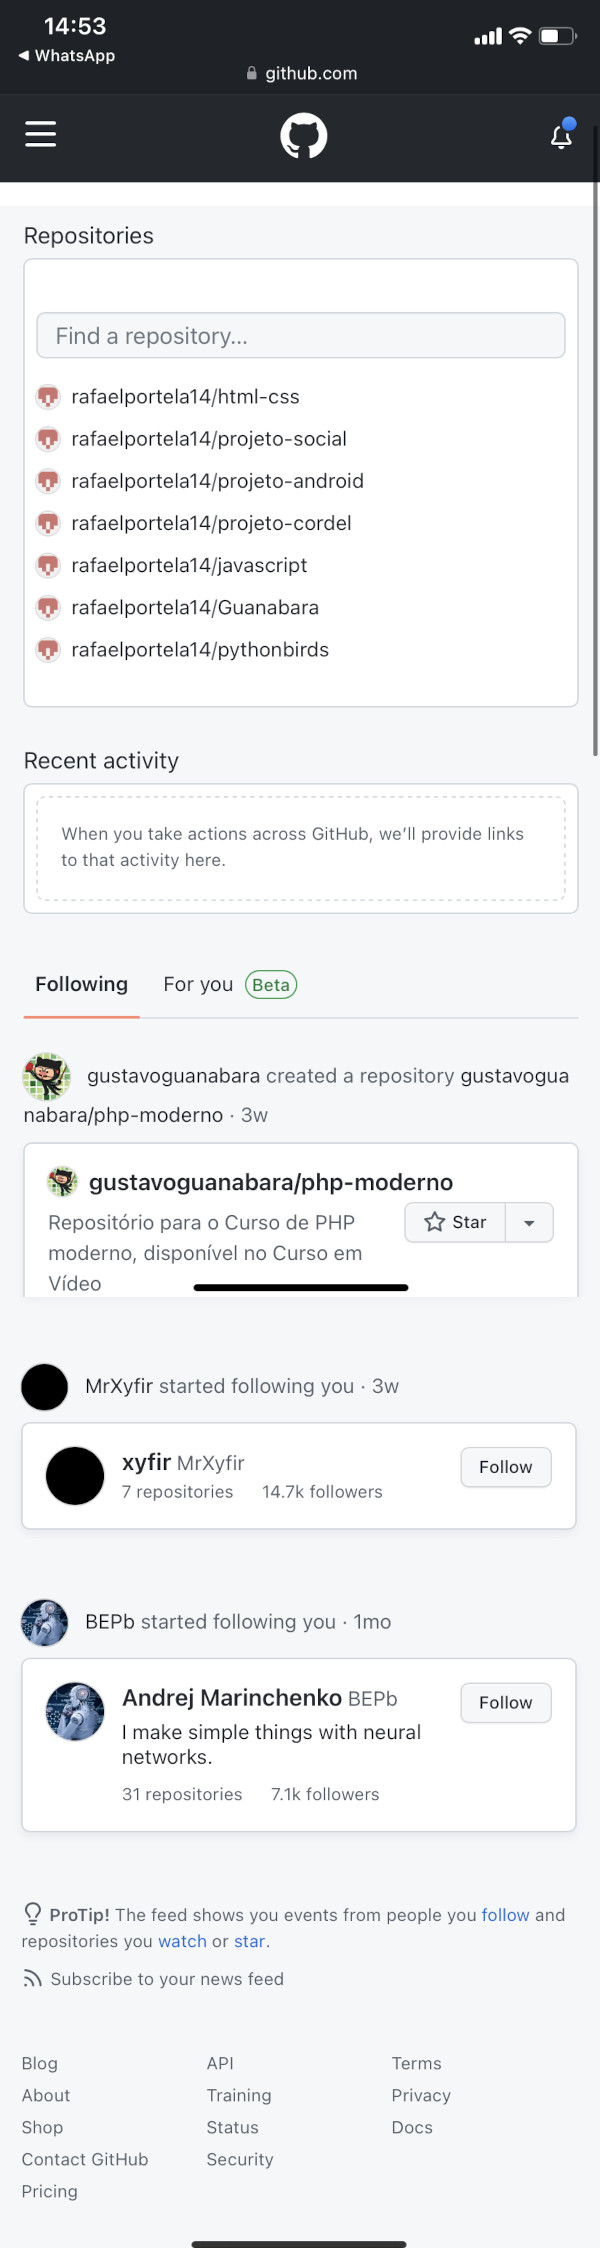 14:53
◀ WhatsApp
github.com
Repositories
Find a repository...
rafaelportela14/html-css
rafaelportela14/projeto-social
rafaelportela14/projeto-android
rafaelportela14/projeto-cordel
rafaelportela14/javascript
rafaelportela14/Guanabara
rafaelportela14/pythonbirds
Recent activity
When you take actions across GitHub, we’ll provide links
to that activity here.
Following For you Beta
gustavoguanabara created a repository gustavogua
nabara/php-moderno · 3w
gustavoguanabara/php-moderno
Repositório para o Curso de PHP
moderno, disponível no Curso em
Vídeo
Star
MrXyfir started following you · 3w
xyfir MrXyfir
7 repositories 14.7k followers
Follow
BEPb started following you · 1mo
Andrej Marinchenko BEPb
I make simple things with neural
networks.
31 repositories 7.1k followers
Follow
ProTip! The feed shows you events from people you follow and
repositories you watch or star.
Subscribe to your news feed
Blog API Terms
About Training Privacy
Shop Status Docs
Contact GitHub Security
Pricing